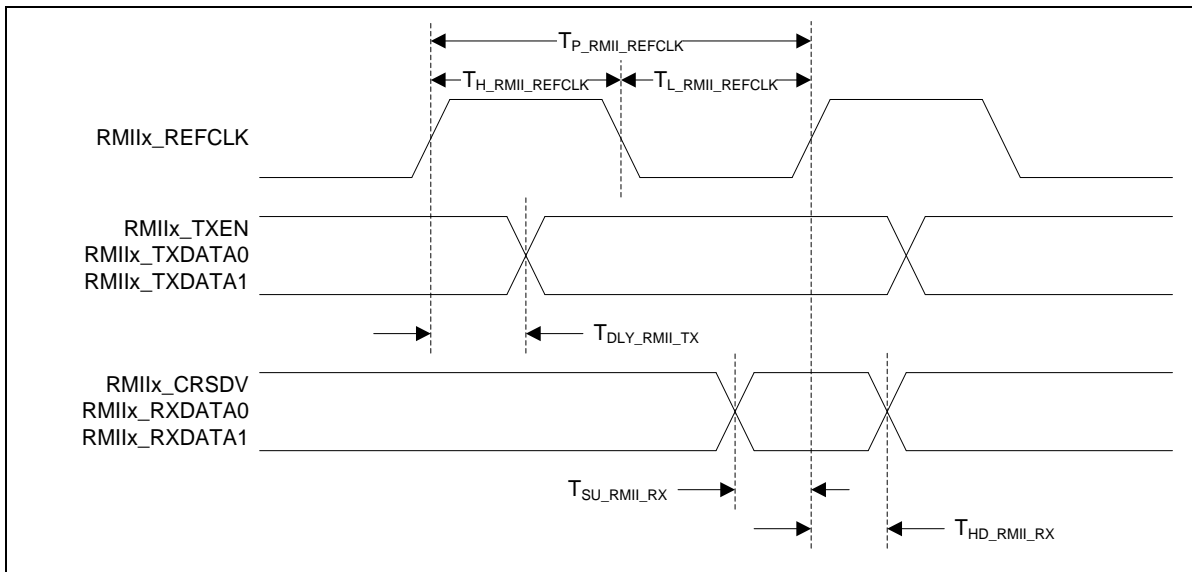 T_P_RMII_REFCLK
T_H_RMII_REFCLK T_L_RMII_REFCLK
RMIIx_REFCLK
RMIIx_TXEN
RMIIx_TXDATA0
RMIIx_TXDATA1
T_DLY_RMII_TX
RMIIx_CRSDV
RMIIx_RXDATA0
RMIIx_RXDATA1
T_SU_RMII_RX
T_HD_RMII_RX